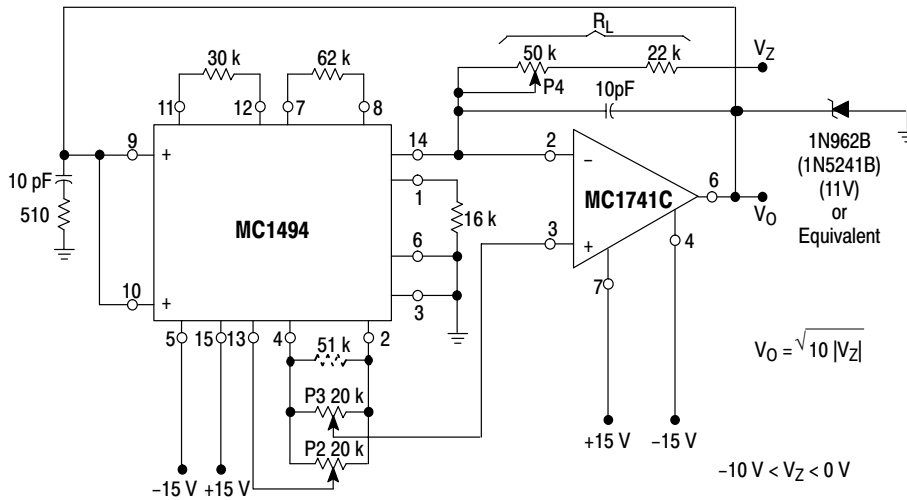 R_L
30 k
62 k
50 k
22 k
V_Z
P4
10pF
11
12
7
8
9
+
14
2
–
10 pF
510
1
MC1494
16 k
MC1741C
6
V_O
1N962B
(1N5241B)
(11V)
or
Equivalent
6
3
+
4
10
+
3
7
5
15
13
4
2
51 k
P3 20 k
P2 20 k
V_O = √10 |V_Z|
–15 V
+15 V
+15 V
–15 V
–10 V < V_Z < 0 V